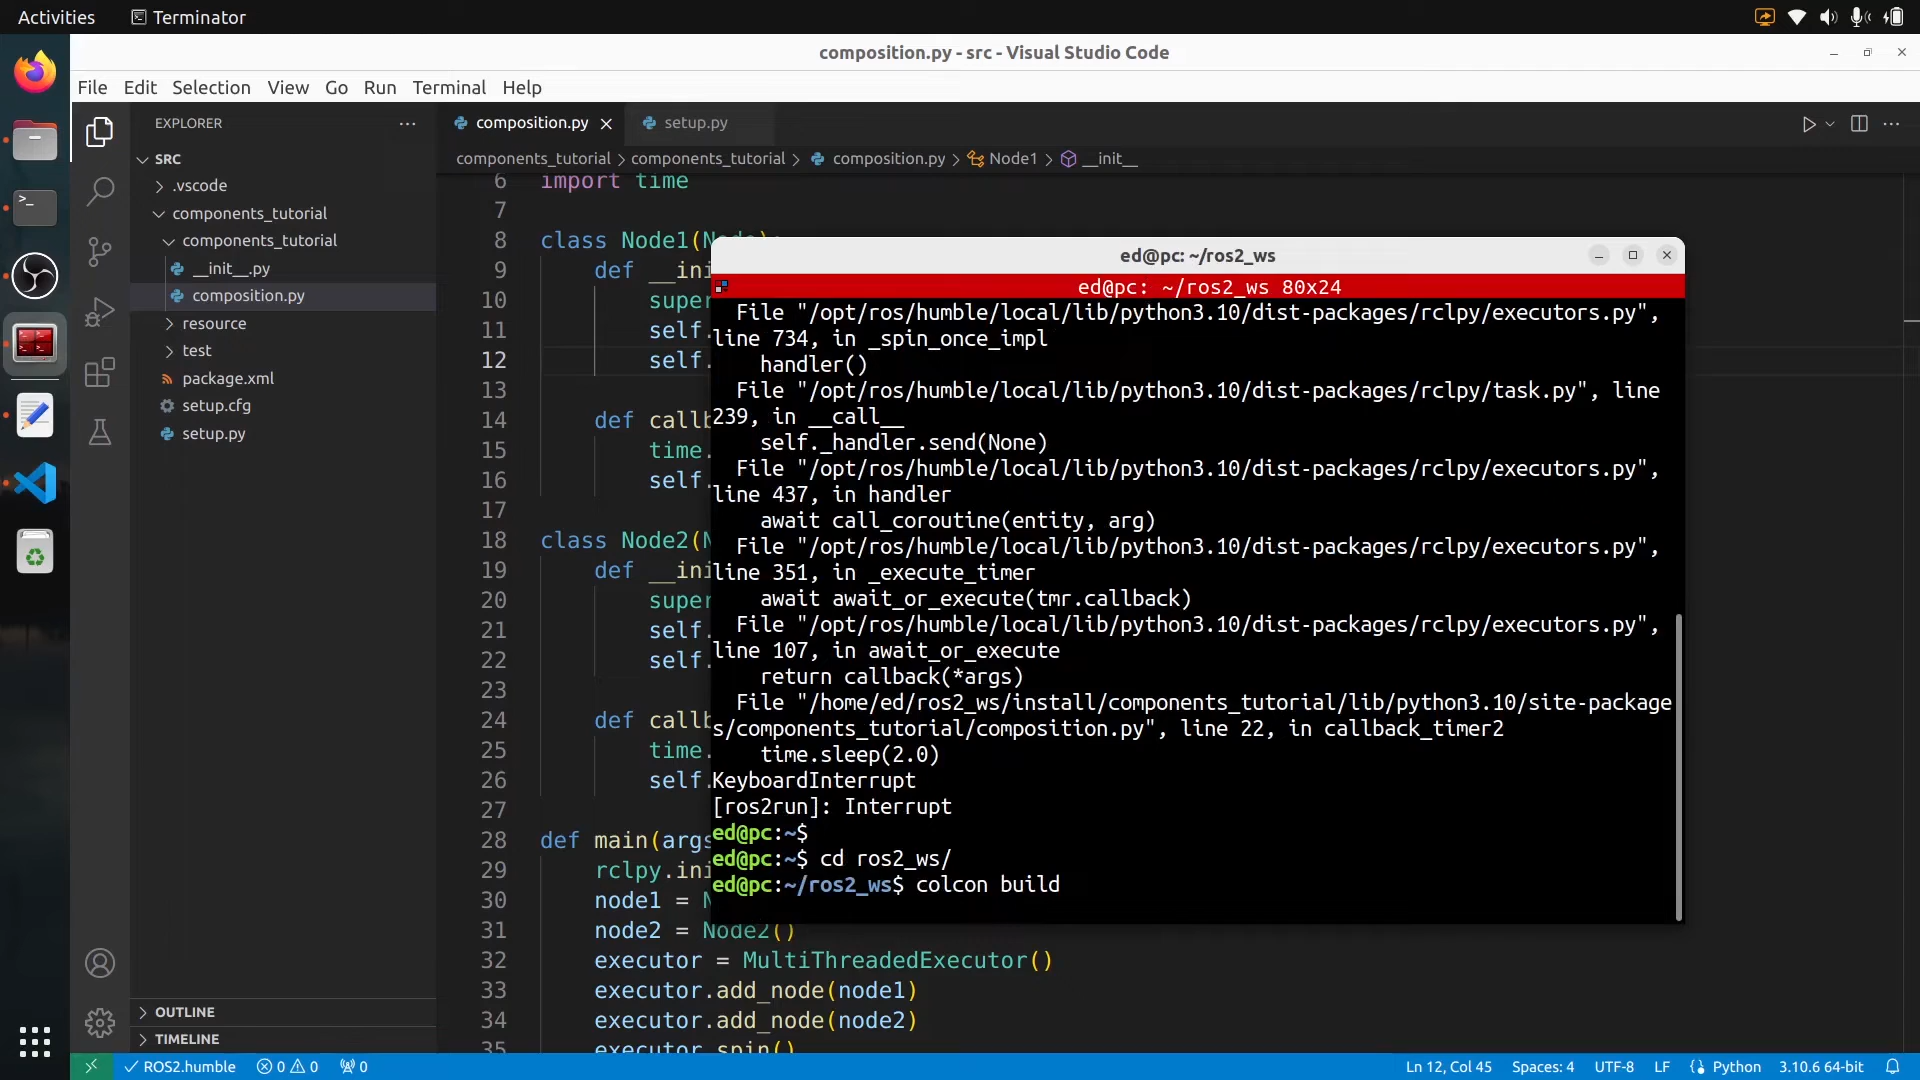 Activities
Terminator
composition.py - src - Visual Studio Code
File Edit Selection View Go Run Terminal Help
EXPLORER
SRC
.vscode
components_tutorial
components_tutorial
__init__.py
composition.py
resource
test
package.xml
setup.cfg
setup.py
OUTLINE
TIMELINE
composition.py
setup.py
components_tutorial > components_tutorial > composition.py > Node1 > __init__
6 import time
7
8 class Node1(Node):
9 def __ini
10 super
11 self.
12 self.
13
14 def callb
15 time.
16 self.
17
18 class Node2(N
19 def __ini
20 super
21 self.
22 self.
23
24 def callb
25 time.
26 self.
27
28 def main(args
29 rclpy.ini
30 node1 = N
31 node2 = Node2()
32 executor = MultiThreadedExecutor()
33 executor.add_node(node1)
34 executor.add_node(node2)
35 executor.spin()
ed@pc: ~/ros2_ws
ed@pc: ~/ros2_ws 80x24
File "/opt/ros/humble/local/lib/python3.10/dist-packages/rclpy/executors.py",
line 734, in _spin_once_impl
handler()
File "/opt/ros/humble/local/lib/python3.10/dist-packages/rclpy/task.py", line
239, in __call__
self._handler.send(None)
File "/opt/ros/humble/local/lib/python3.10/dist-packages/rclpy/executors.py",
line 437, in handler
await call_coroutine(entity, arg)
File "/opt/ros/humble/local/lib/python3.10/dist-packages/rclpy/executors.py",
line 351, in _execute_timer
await await_or_execute(tmr.callback)
File "/opt/ros/humble/local/lib/python3.10/dist-packages/rclpy/executors.py",
line 107, in await_or_execute
return callback(*args)
File "/home/ed/ros2_ws/install/components_tutorial/lib/python3.10/site-package
s/components_tutorial/composition.py", line 22, in callback_timer2
time.sleep(2.0)
KeyboardInterrupt
[ros2run]: Interrupt
ed@pc:~$
ed@pc:~$ cd ros2_ws/
ed@pc:~/ros2_ws$ colcon build
ROS2.humble 0 0 0
Ln 12, Col 45 Spaces: 4 UTF-8 LF Python 3.10.6 64-bit